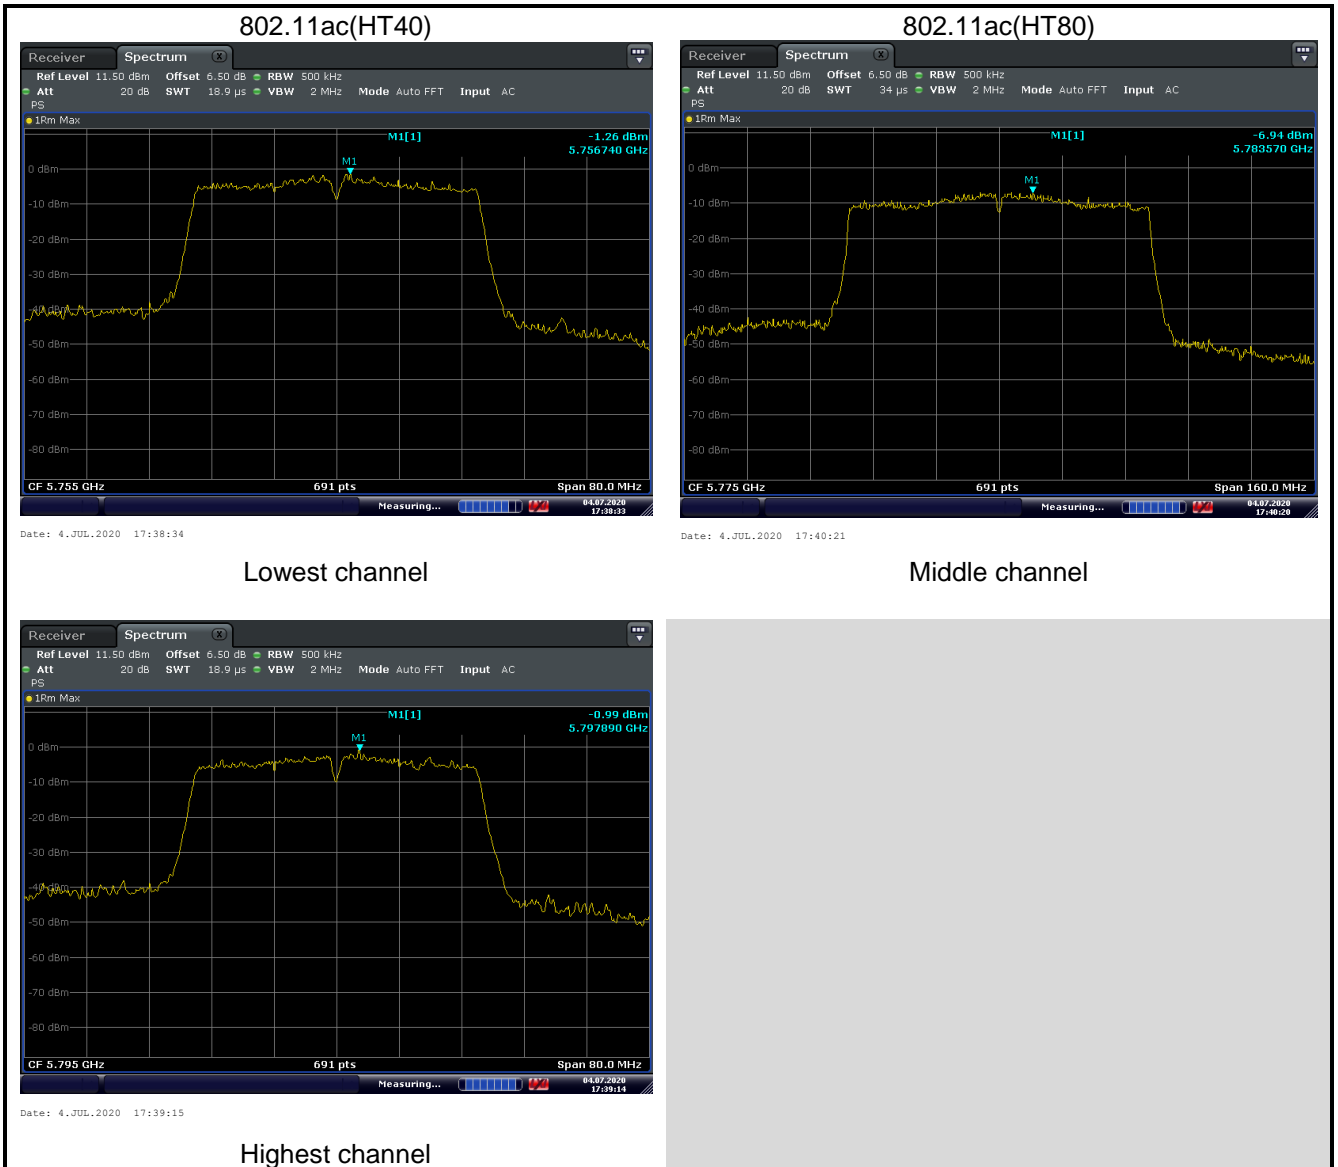 802.11ac(HT40)
Receiver Spectrum X
Ref Level 11.50 dBm Offset 6.50 dB RBW 500 kHz
Att 20 dB SWT 18.9 µs VBW 2 MHz Mode Auto FFT Input AC
PS
1Rm Max
M1[1] -1.26 dBm
5.756740 GHz
M1
0 dBm
-10 dBm
-20 dBm
-30 dBm
-40 dBm
-50 dBm
-60 dBm
-70 dBm
-80 dBm
CF 5.755 GHz 691 pts Span 80.0 MHz
Measuring... 04.07.2020
17:38:33
Date: 4.JUL.2020 17:38:34
Lowest channel
802.11ac(HT80)
Receiver Spectrum X
Ref Level 11.50 dBm Offset 6.50 dB RBW 500 kHz
Att 20 dB SWT 34 µs VBW 2 MHz Mode Auto FFT Input AC
PS
1Rm Max
M1[1] -6.94 dBm
5.783570 GHz
M1
0 dBm
-10 dBm
-20 dBm
-30 dBm
-40 dBm
-50 dBm
-60 dBm
-70 dBm
-80 dBm
CF 5.775 GHz 691 pts Span 160.0 MHz
Measuring... 04.07.2020
17:40:20
Date: 4.JUL.2020 17:40:21
Middle channel
Receiver Spectrum X
Ref Level 11.50 dBm Offset 6.50 dB RBW 500 kHz
Att 20 dB SWT 18.9 µs VBW 2 MHz Mode Auto FFT Input AC
PS
1Rm Max
M1[1] -0.99 dBm
5.797890 GHz
M1
0 dBm
-10 dBm
-20 dBm
-30 dBm
-40 dBm
-50 dBm
-60 dBm
-70 dBm
-80 dBm
CF 5.795 GHz 691 pts Span 80.0 MHz
Measuring... 04.07.2020
17:39:14
Date: 4.JUL.2020 17:39:15
Highest channel